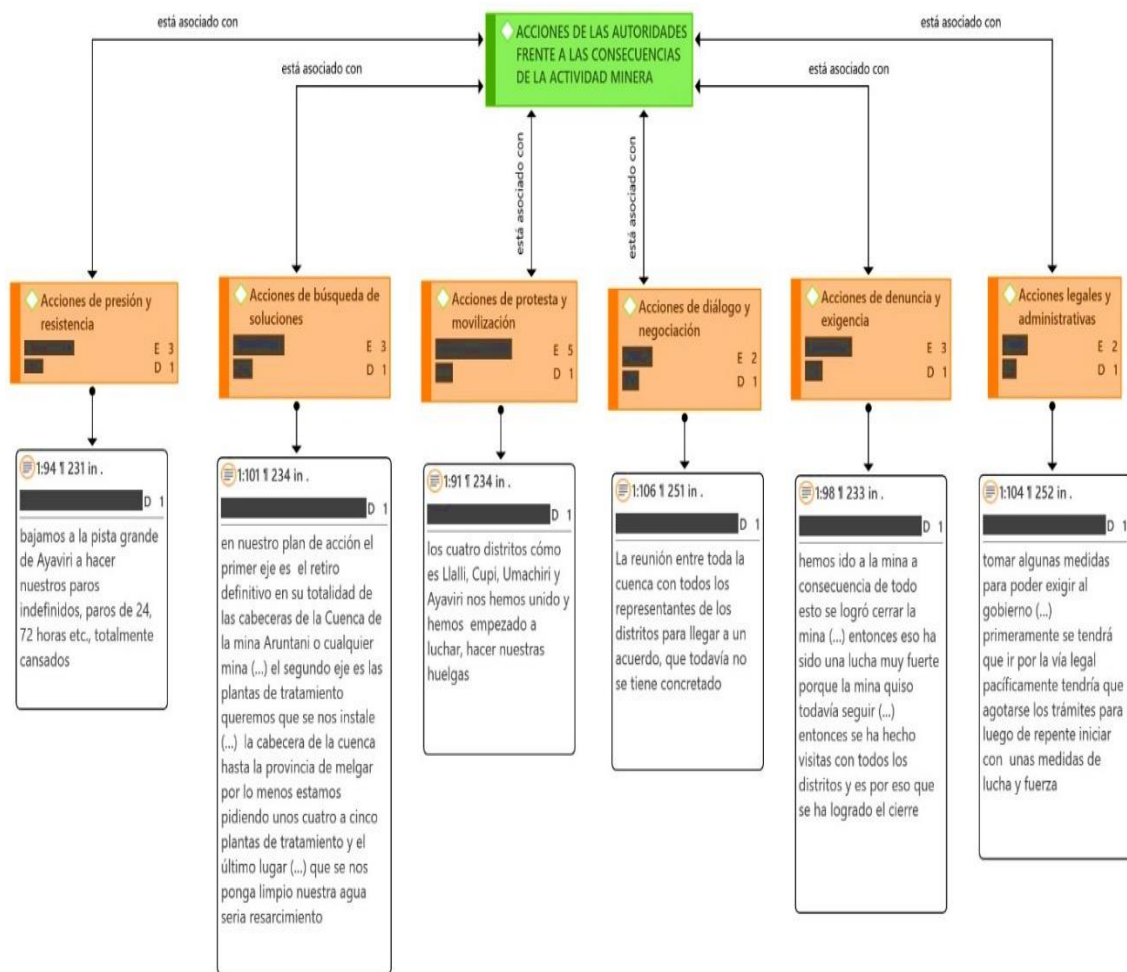 está asociado con
está asociado con
ACCIONES DE LAS AUTORIDADES
FRENTE A LAS CONSECUENCIAS
DE LA ACTIVIDAD MINERA
está asociado con
está asociado con
está asociado con
está asociado con
Acciones de presión y
resistencia
E 3
D 1
Acciones de búsqueda de
soluciones
E 3
D 1
Acciones de protesta y
movilización
E 5
D 1
Acciones de diálogo y
negociación
E 2
D 1
Acciones de denuncia y
exigencia
E 3
D 1
Acciones legales y
administrativas
E 2
D 1
1:94 ¶ 231 in .
D 1
bajamos a la pista grande
de Ayaviri a hacer
nuestros paros
indefinidos, paros de 24,
72 horas etc., totalmente
cansados
1:101 ¶ 234 in .
D 1
en nuestro plan de acción el
primer eje es el retiro
definitivo en su totalidad de
las cabeceras de la Cuenca de
la mina Aruntani o cualquier
mina (...) el segundo eje es las
plantas de tratamiento
queremos que se nos instale
(...) la cabecera de la cuenca
hasta la provincia de melgar
por lo menos estamos
pidiendo unos cuatro a cinco
plantas de tratamiento y el
último lugar (...) que se nos
ponga limpio nuestra agua
seria resarcimiento
1:91 ¶ 234 in .
D 1
los cuatro distritos cómo
es Llalli, Cupi, Umachiri y
Ayaviri nos hemos unido y
hemos empezado a
luchar, hacer nuestras
huelgas
1:106 ¶ 251 in .
D 1
La reunión entre toda la
cuenca con todos los
representantes de los
distritos para llegar a un
acuerdo, que todavía no
se tiene concretado
1:98 ¶ 233 in .
D 1
hemos ido a la mina a
consecuencia de todo
esto se logró cerrar la
mina (...) entonces eso ha
sido una lucha muy fuerte
porque la mina quiso
todavía seguir (...)
entonces se ha hecho
visitas con todos los
distritos y es por eso que
se ha logrado el cierre
1:104 ¶ 252 in .
D 1
tomar algunas medidas
para poder exigir al
gobierno (...)
primeramente se tendrá
que ir por la vía legal
pacíficamente tendría que
agotarse los trámites para
luego de repente iniciar
con unas medidas de
lucha y fuerza